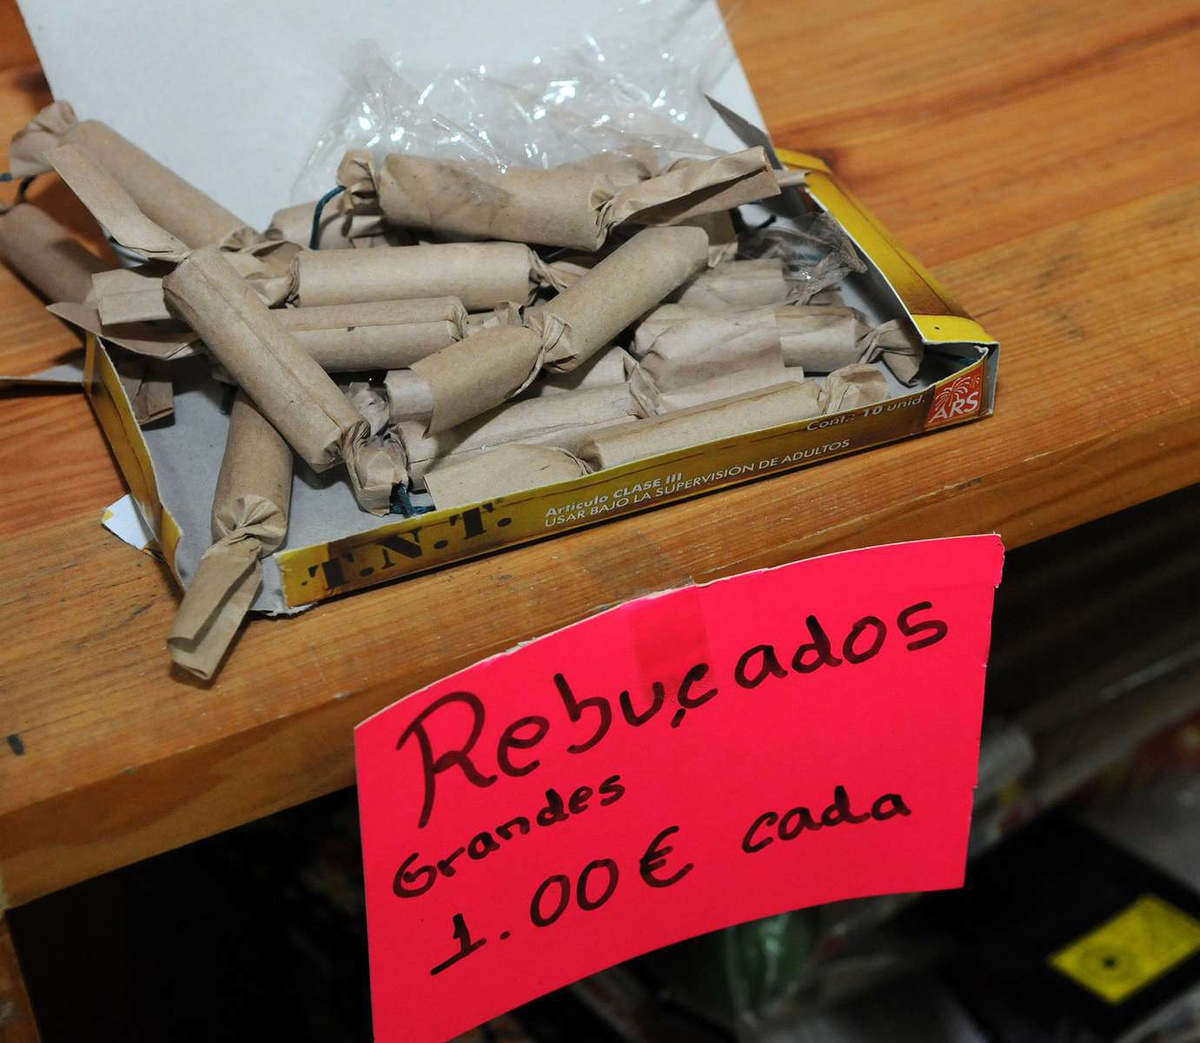 Cont.: 10 unid.
ARS
Artículo CLASE III
USAR BAJO LA SUPERVISIÓN DE ADULTOS
T.N.T.
Rebuçados
Grandes
1.00€ cada